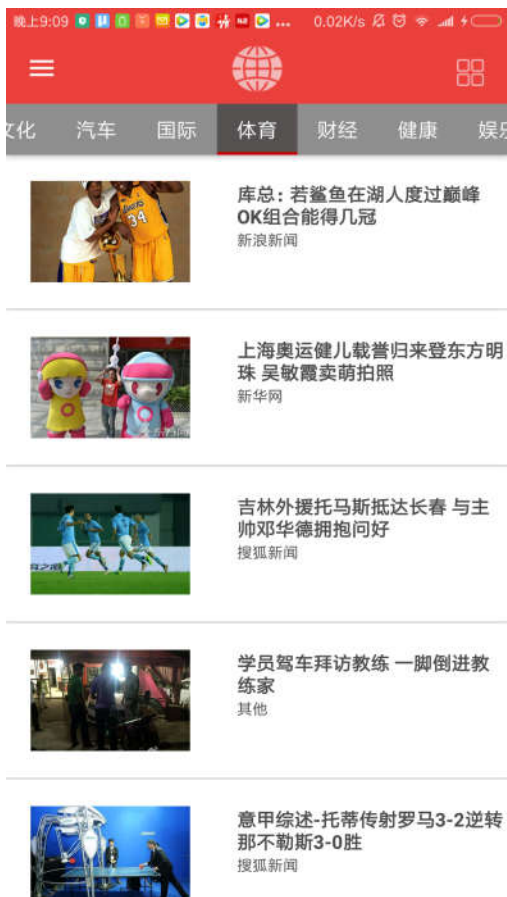 晚上9:09
... 0.02K/s
文化 汽车 国际 体育 财经 健康 娱乐
库总：若鲨鱼在湖人度过巅峰
OK组合能得几冠
新浪新闻
34
上海奥运健儿载誉归来登东方明
珠 吴敏霞卖萌拍照
新华网
吉林外援托马斯抵达长春 与主
帅邓华德拥抱问好
搜狐新闻
学员驾车拜访教练 一脚倒进教
练家
其他
意甲综述-托蒂传射罗马3-2逆转
那不勒斯3-0胜
搜狐新闻